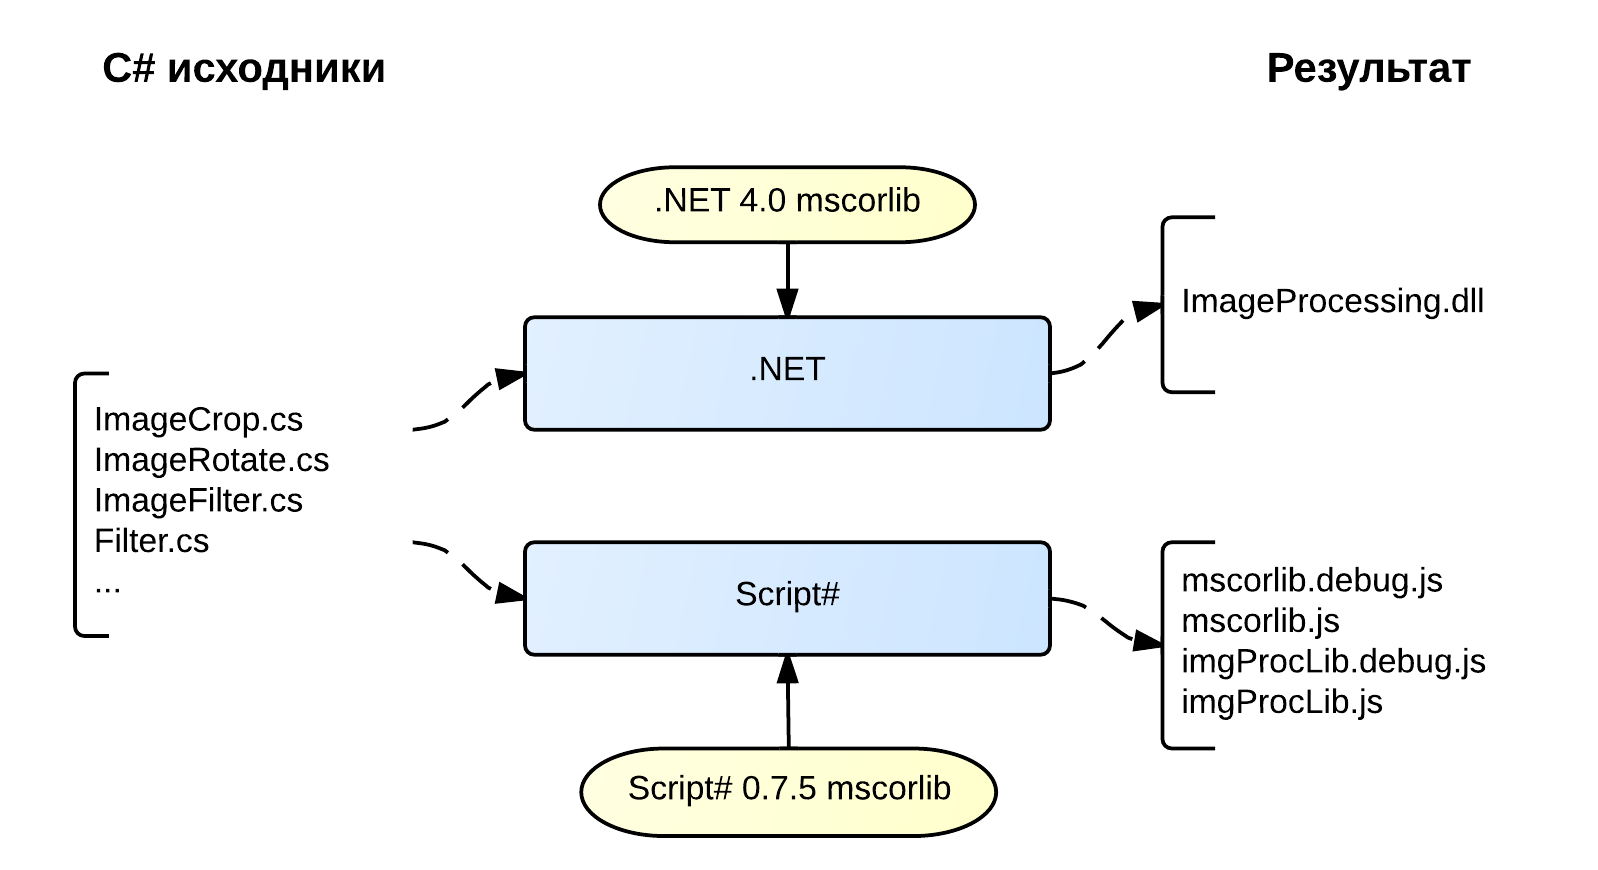 C# исходники
Результат
.NET 4.0 mscorlib
ImageProcessing.dll
.NET
ImageCrop.cs
ImageRotate.cs
ImageFilter.cs
Filter.cs
...
Script#
mscorlib.debug.js
mscorlib.js
imgProcLib.debug.js
imgProcLib.js
Script# 0.7.5 mscorlib